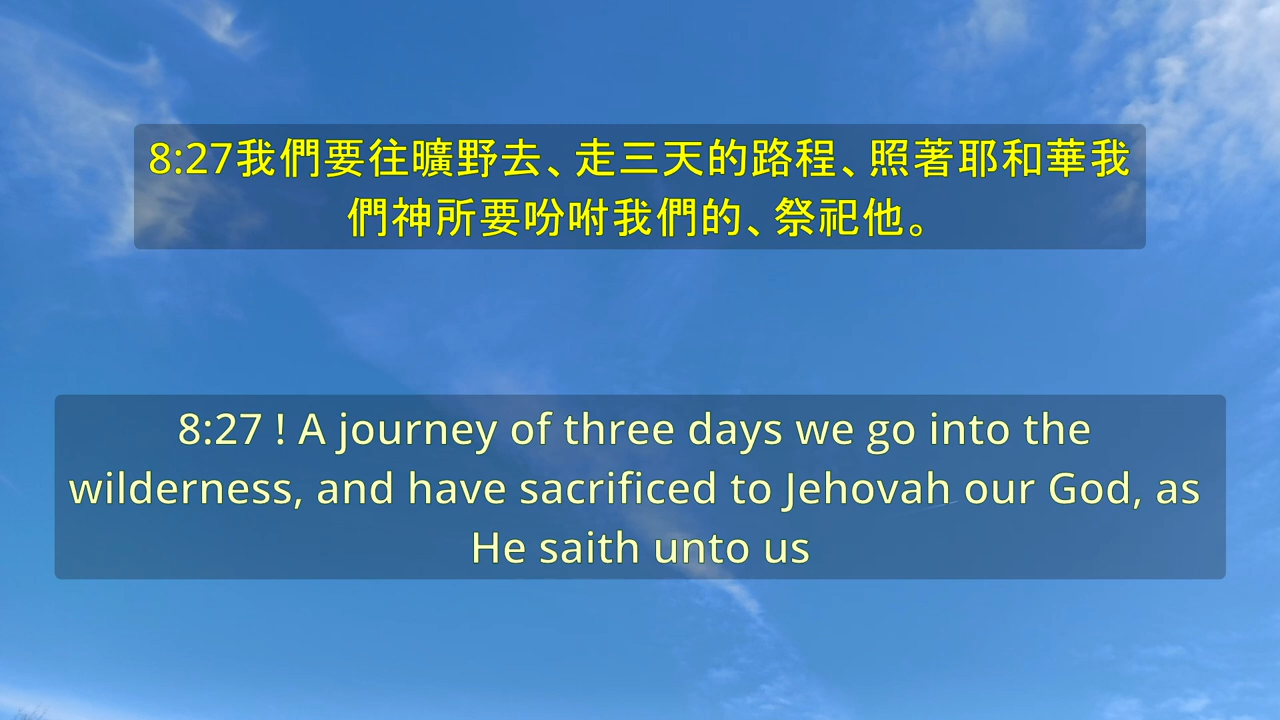 8:27我們要往曠野去、走三天的路程、照著耶和華我
們神所要吩咐我們的、祭祀他。
8:27 ! A journey of three days we go into the
wilderness, and have sacrificed to Jehovah our God, as
He saith unto us